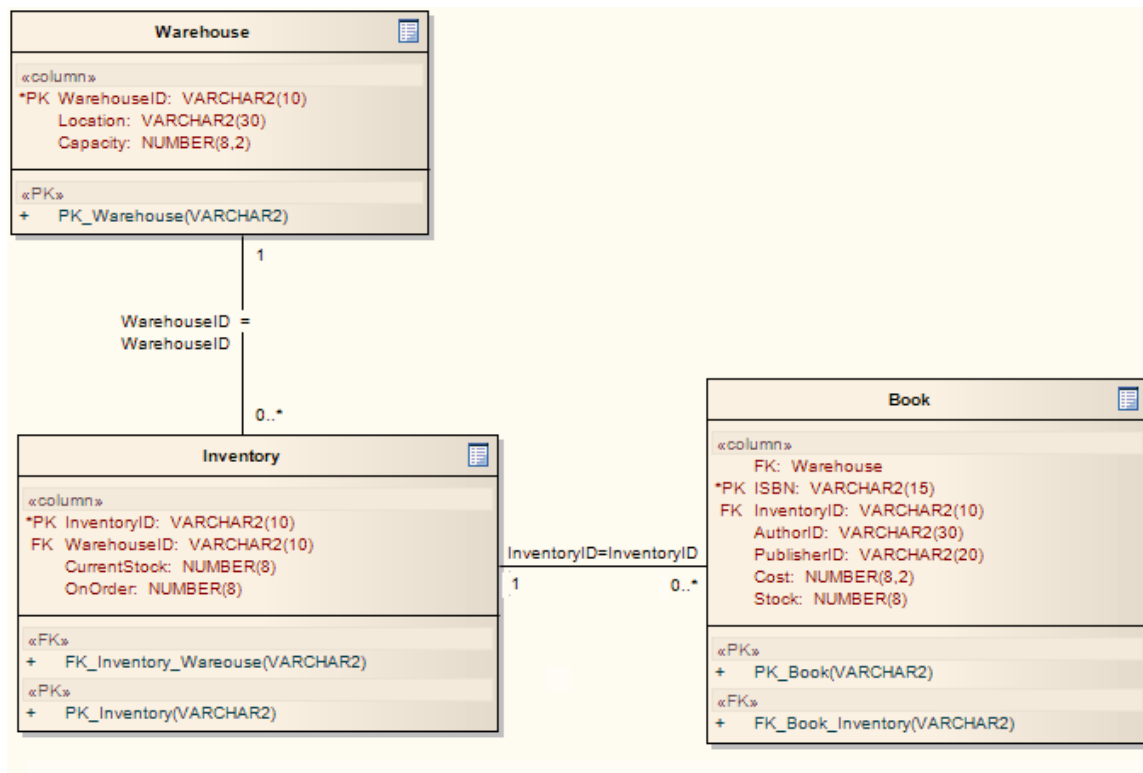 Warehouse
«column»
*PK WarehouseID: VARCHAR2(10)
Location: VARCHAR2(30)
Capacity: NUMBER(8,2)
«PK»
+ PK_Warehouse(VARCHAR2)
1
WarehouseID =
WarehouseID
0..*
Inventory
«column»
*PK InventoryID: VARCHAR2(10)
FK WarehouseID: VARCHAR2(10)
CurrentStock: NUMBER(8)
OnOrder: NUMBER(8)
«FK»
+ FK_Inventory_Wareouse(VARCHAR2)
«PK»
+ PK_Inventory(VARCHAR2)
InventoryID=InventoryID
1
0..*
Book
«column»
FK: Warehouse
*PK ISBN: VARCHAR2(15)
FK InventoryID: VARCHAR2(10)
AuthorID: VARCHAR2(30)
PublisherID: VARCHAR2(20)
Cost: NUMBER(8,2)
Stock: NUMBER(8)
«PK»
+ PK_Book(VARCHAR2)
«FK»
+ FK_Book_Inventory(VARCHAR2)